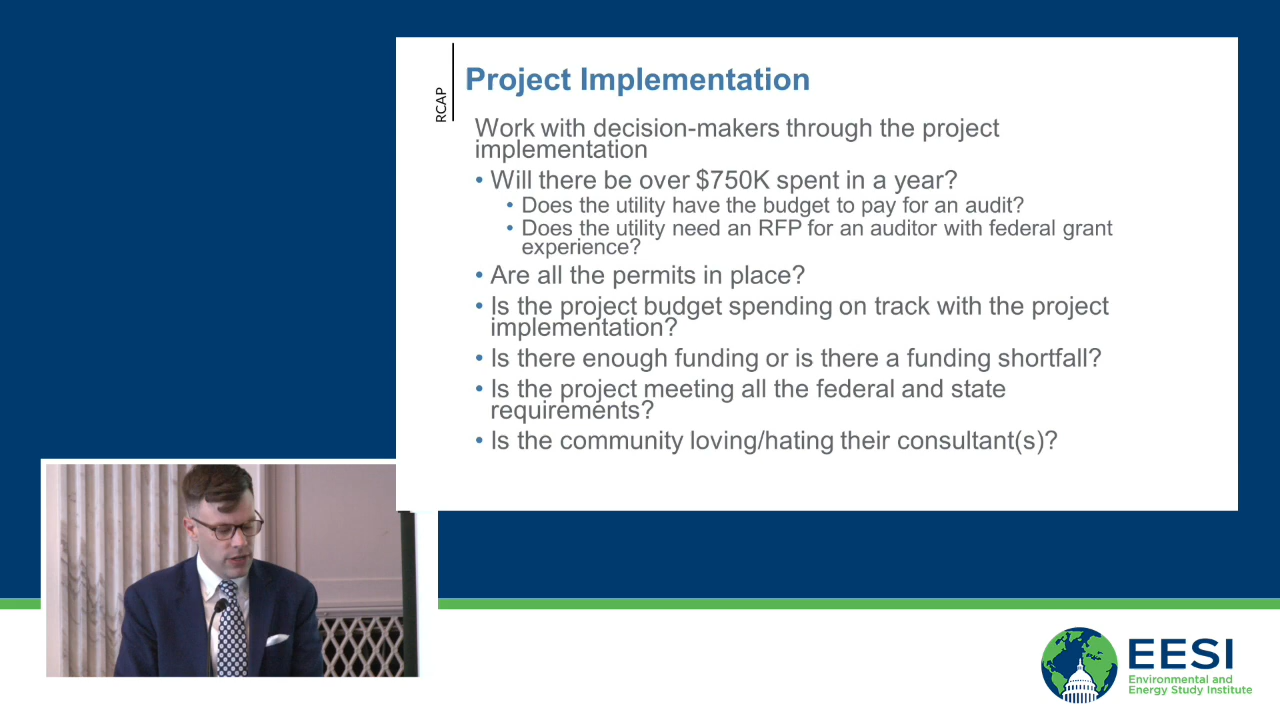 RCAP
Project Implementation
Work with decision-makers through the project
implementation
• Will there be over $750K spent in a year?
• Does the utility have the budget to pay for an audit?
• Does the utility need an RFP for an auditor with federal grant
experience?
• Are all the permits in place?
• Is the project budget spending on track with the project
implementation?
• Is there enough funding or is there a funding shortfall?
• Is the project meeting all the federal and state
requirements?
• Is the community loving/hating their consultant(s)?
EESI
Environmental and
Energy Study Institute